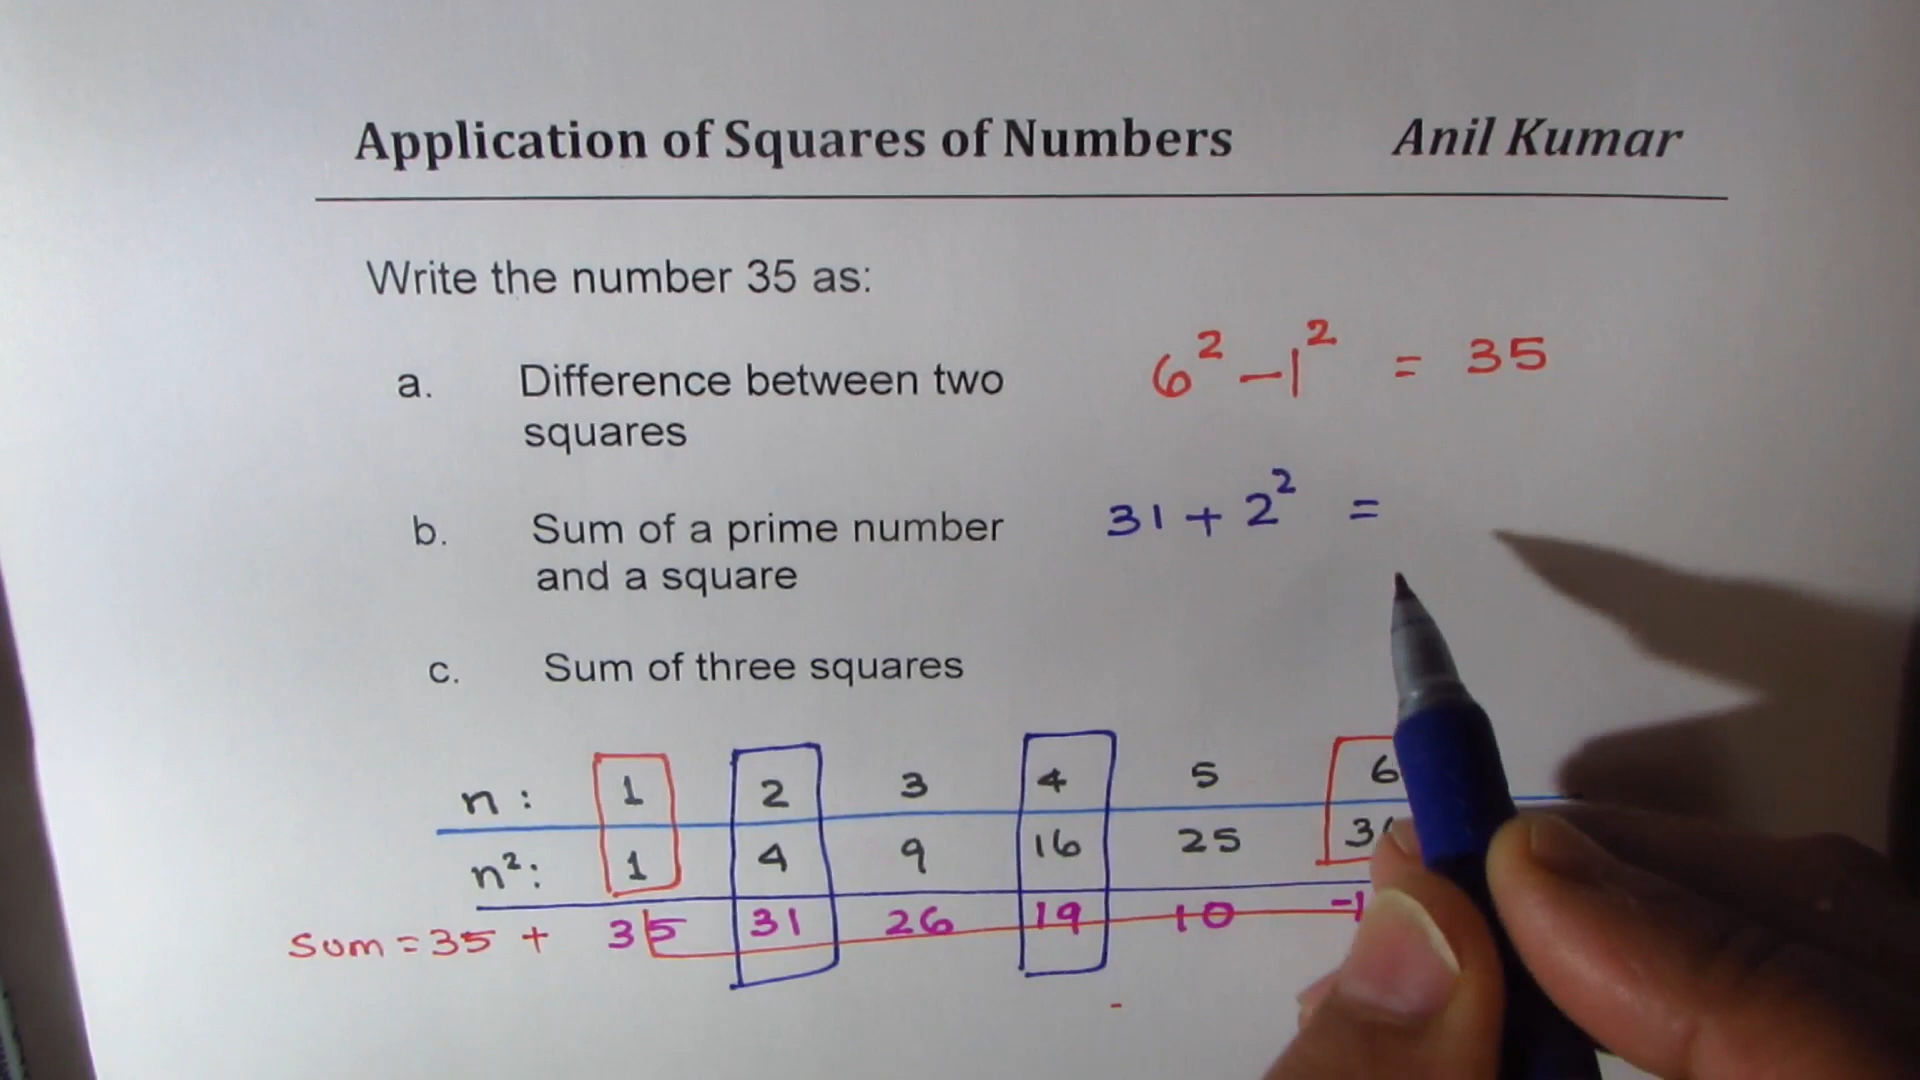 Application of Squares of Numbers Anil Kumar
Write the number 35 as:
a. Difference between two squares
6² - 1² = 35
b. Sum of a prime number and a square
31 + 2² =
c. Sum of three squares
n: 1 2 3 4 5 6
n²: 1 4 9 16 25
Sum = 35 + 35 31 26 19 10 -1